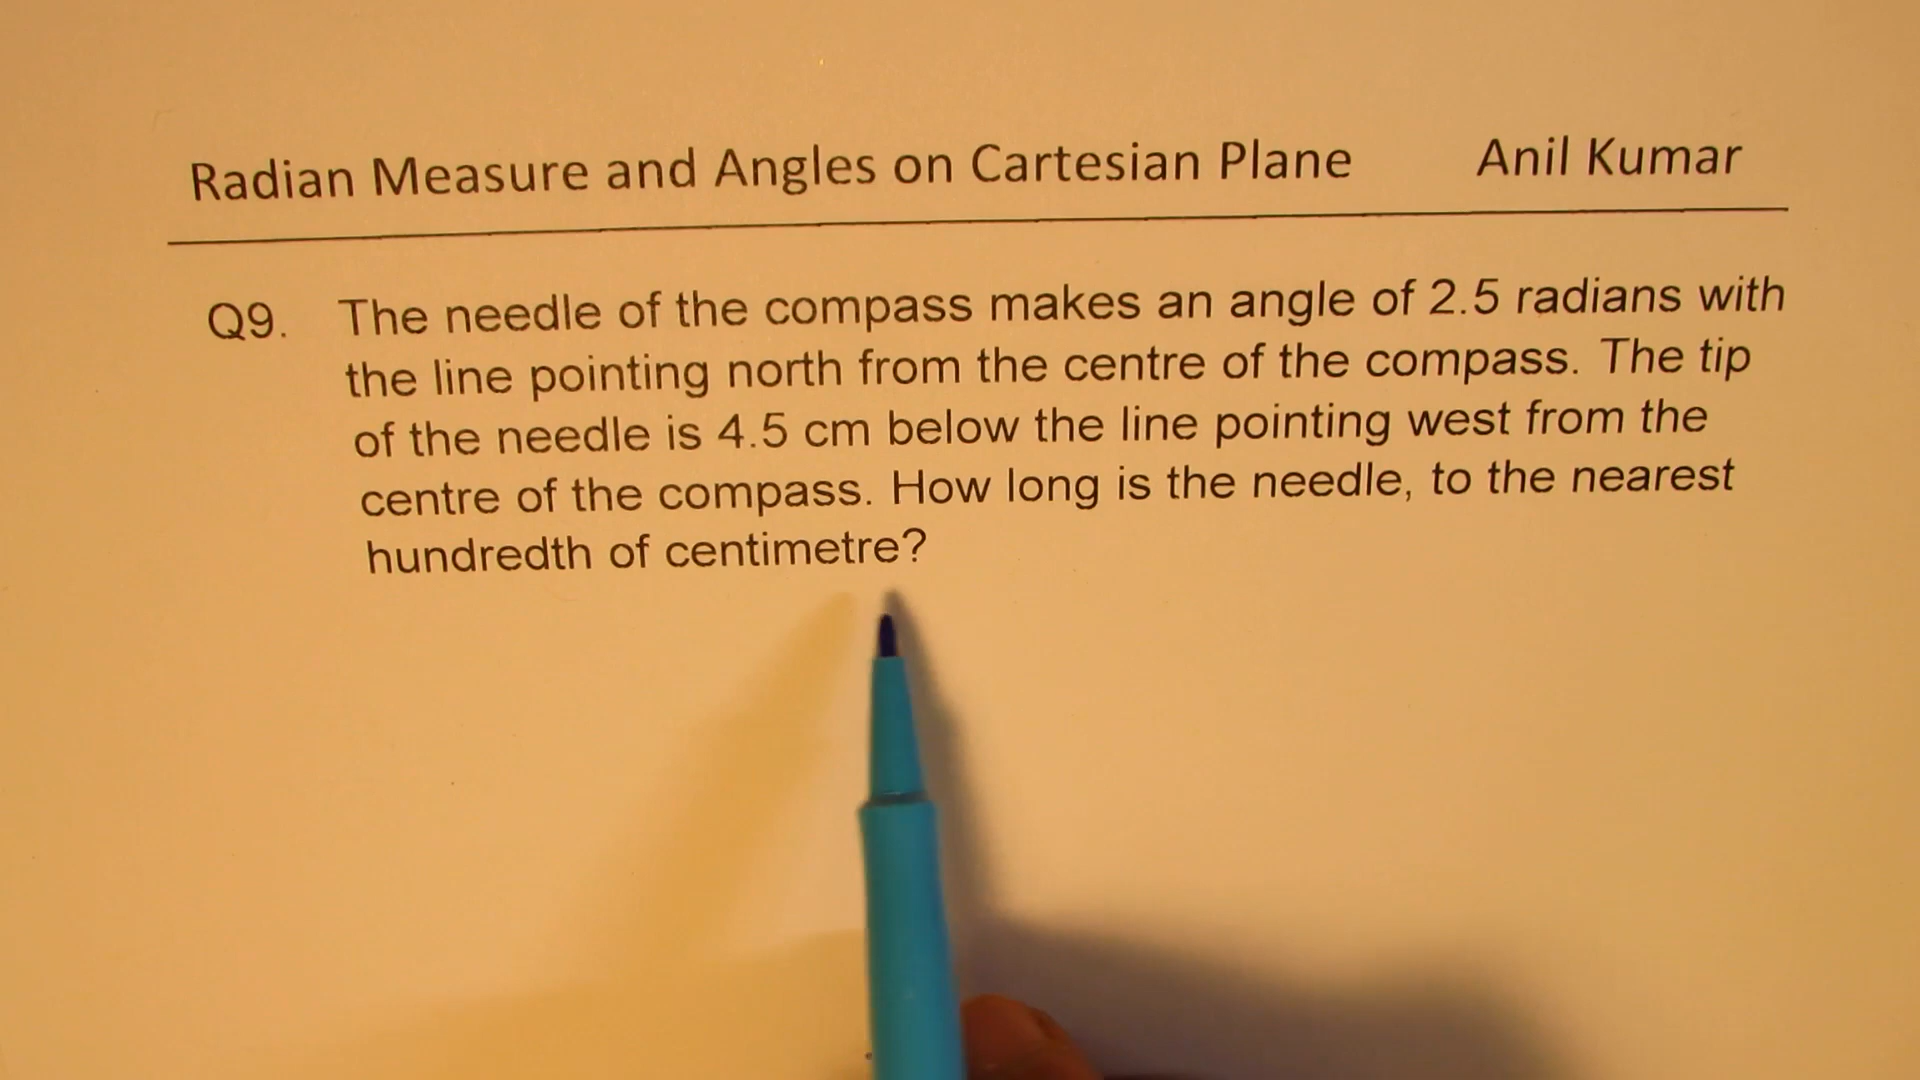 Radian Measure and Angles on Cartesian Plane Anil Kumar
Q9. The needle of the compass makes an angle of 2.5 radians with
the line pointing north from the centre of the compass. The tip
of the needle is 4.5 cm below the line pointing west from the
centre of the compass. How long is the needle, to the nearest
hundredth of centimetre?